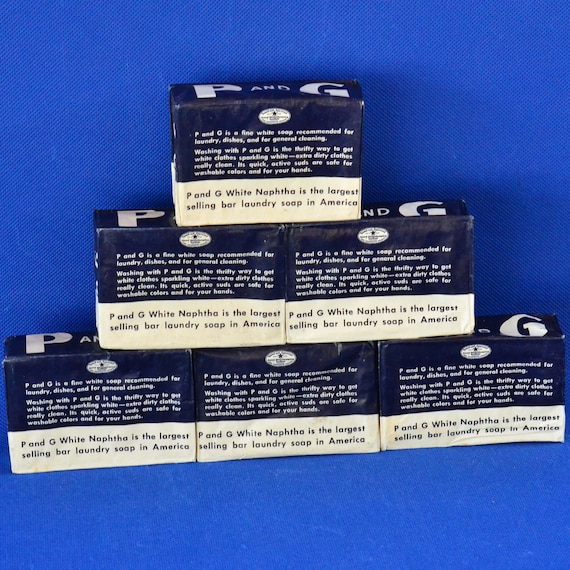 P AND G
P and G is a fine white soap recommended for
laundry, dishes, and for general cleaning.
Washing with P and G is the thrifty way to get
white clothes sparkling white—extra dirty clothes
really clean. Its quick, active suds are safe for
washable colors and for your hands.
P and G White Naphtha is the largest
selling bar laundry soap in America
P
P and G is a fine white soap recommended for
laundry, dishes, and for general cleaning.
Washing with P and G is the thrifty way to get
white clothes sparkling white—extra dirty clothes
really clean. Its quick, active suds are safe for
washable colors and for your hands.
P and G White Naphtha is the largest
selling bar laundry soap in America
AND G
P and G is a fine white soap recommended for
laundry, dishes, and for general cleaning.
Washing with P and G is the thrifty way to get
white clothes sparkling white—extra dirty clothes
really clean. Its quick, active suds are safe for
washable colors and for your hands.
P and G White Naphtha is the largest
selling bar laundry soap in America
P AND
P and G is a fine white soap recommended for
laundry, dishes, and for general cleaning.
Washing with P and G is the thrifty way to get
white clothes sparkling white—extra dirty clothes
really clean. Its quick, active suds are safe for
washable colors and for your hands.
P and G White Naphtha is the largest
selling bar laundry soap in America
P and G is a fine white soap recommended for
laundry, dishes, and for general cleaning.
Washing with P and G is the thrifty way to get
white clothes sparkling white—extra dirty clothes
really clean. Its quick, active suds are safe for
washable colors and for your hands.
P and G White Naphtha is the largest
selling bar laundry soap in America
AND G
P and G is a fine white soap recommended for
laundry, dishes, and for general cleaning.
Washing with P and G is the thrifty way to get
white clothes sparkling white—extra dirty clothes
really clean. Its quick, active suds are safe for
washable colors and for your hands.
P and G White Naphtha is the largest
selling bar laundry soap in America